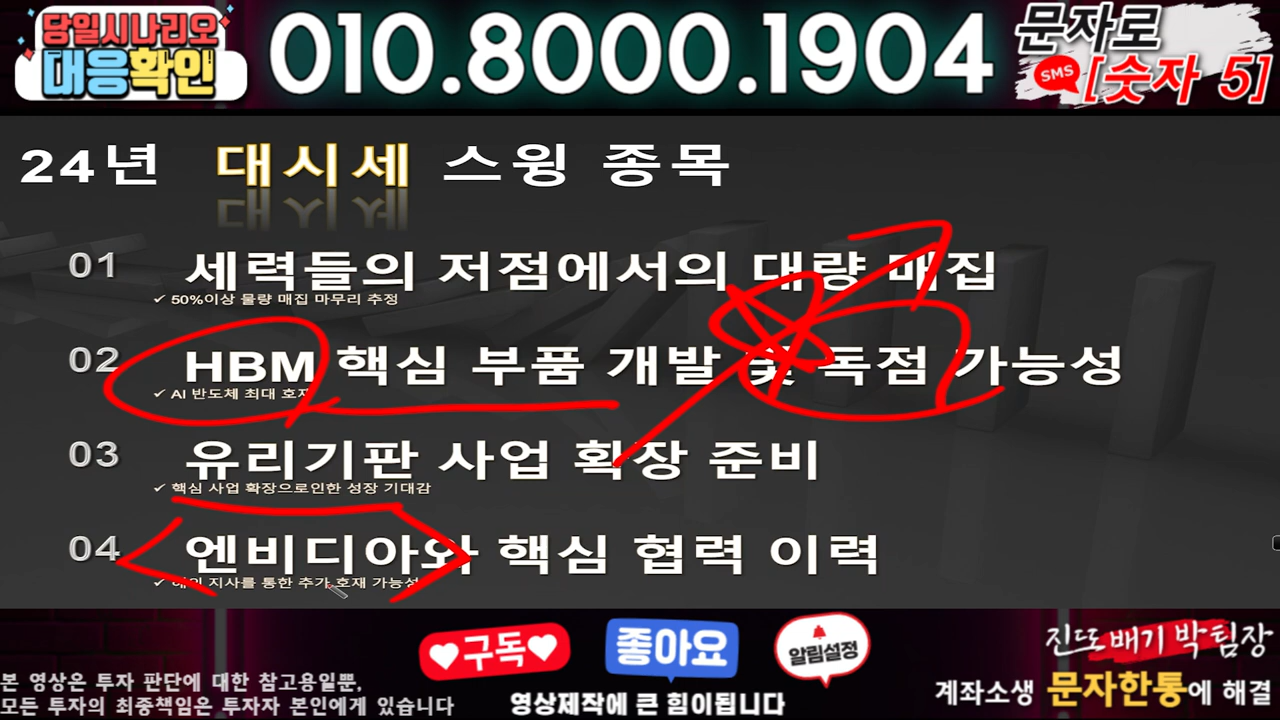 당일시나리오
대응확인
010.8000.1904
문자로
SMS [숫자 5]
24년 대시세 스윙 종목
01 세력들의 저점에서의 대량 매집
✓ 50%이상 물량 매집 마무리 추정
02 HBM 핵심 부품 개발 및 독점 가능성
✓ AI 반도체 최대 호재
03 유리기판 사업 확장 준비
✓ 핵심 사업 확장으로인한 성장 기대감
04 엔비디아와 핵심 협력 이력
✓ 해외 지사를 통한 추가 호재 가능성
구독
좋아요
알림설정
영상제작에 큰 힘이됩니다
본 영상은 투자 판단에 대한 참고용일뿐,
모든 투자의 최종책임은 투자자 본인에게 있습니다
진또배기 박팀장
계좌소생 문자한통에 해결